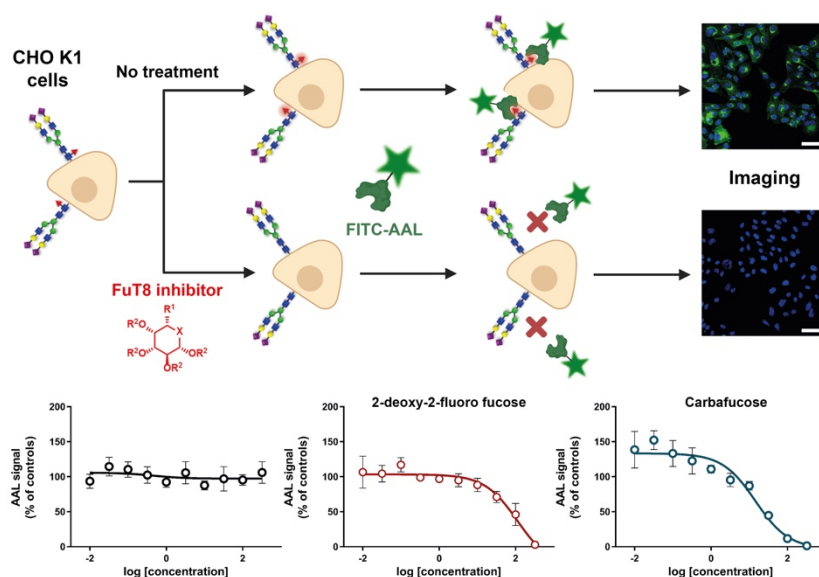 CHO K1
cells
No treatment
FITC-AAL
Imaging
FuT8 inhibitor
R¹
R²O
X
R²O
OR²
OR²
2-deoxy-2-fluoro fucose
Carbafucose
AAL signal
(% of controls)
200
150
100
50
0
-2
0
2
log [concentration]
AAL signal
(% of controls)
200
150
100
50
0
-2
0
2
log [concentration]
AAL signal
(% of controls)
200
150
100
50
0
-2
0
2
log [concentration]